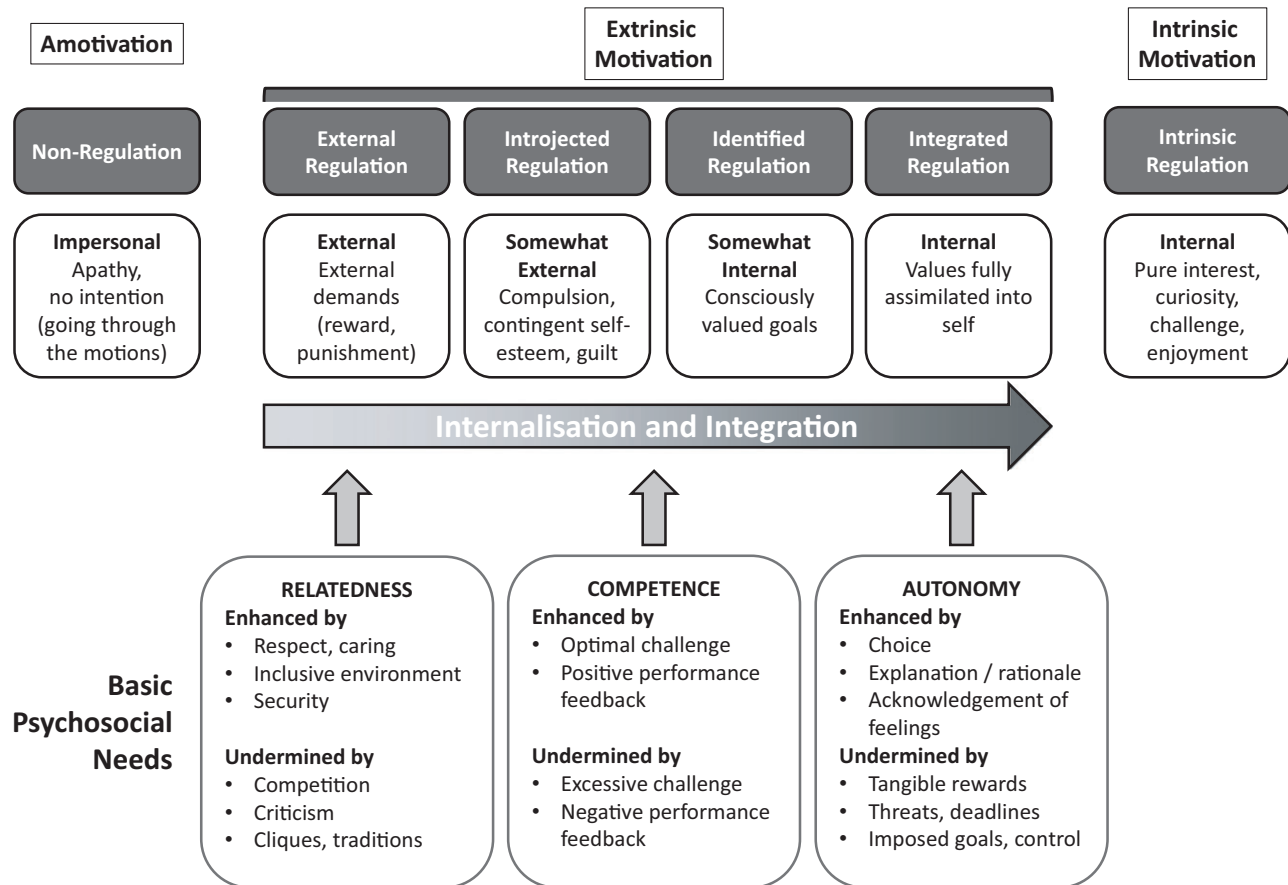 Amotivation
Extrinsic
Motivation
Intrinsic
Motivation
Non-Regulation
External
Regulation
Introjected
Regulation
Identified
Regulation
Integrated
Regulation
Intrinsic
Regulation
Impersonal
Apathy,
no intention
(going through
the motions)
External
External
demands
(reward,
punishment)
Somewhat
External
Compulsion,
contingent self-
esteem, guilt
Somewhat
Internal
Consciously
valued goals
Internal
Values fully
assimilated into
self
Internal
Pure interest,
curiosity,
challenge,
enjoyment
Internalisation and Integration
Basic
Psychosocial
Needs
RELATEDNESS
Enhanced by
• Respect, caring
• Inclusive environment
• Security
Undermined by
• Competition
• Criticism
• Cliques, traditions
COMPETENCE
Enhanced by
• Optimal challenge
• Positive performance
feedback
Undermined by
• Excessive challenge
• Negative performance
feedback
AUTONOMY
Enhanced by
• Choice
• Explanation / rationale
• Acknowledgement of
feelings
Undermined by
• Tangible rewards
• Threats, deadlines
• Imposed goals, control